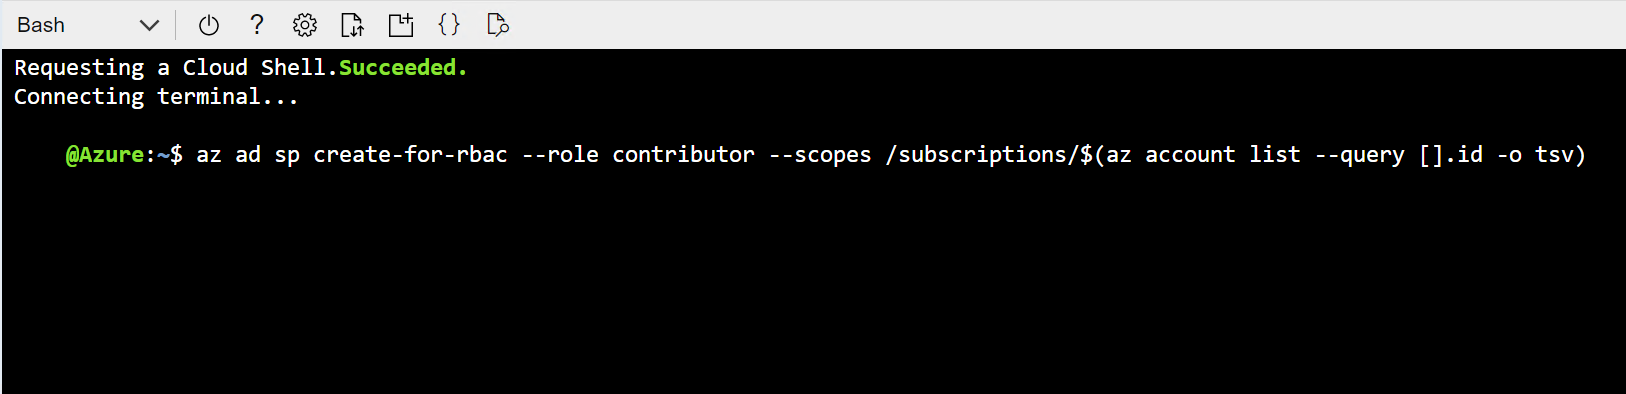 Bash
Requesting a Cloud Shell.Succeeded.
Connecting terminal...
@Azure:~$ az ad sp create-for-rbac --role contributor --scopes /subscriptions/$(az account list --query [].id -o tsv)